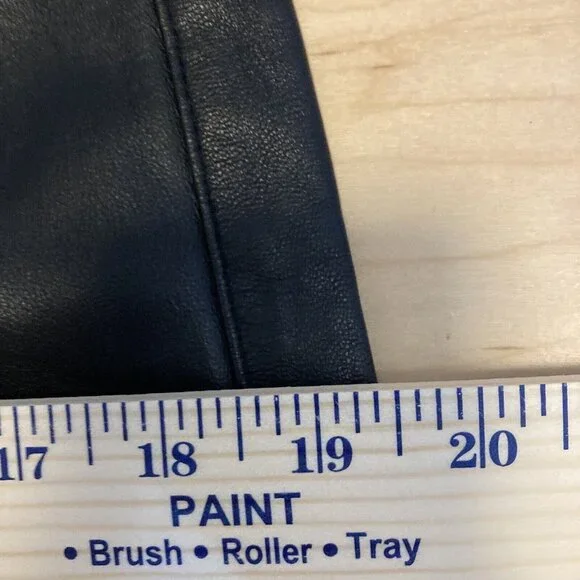 17 18 19 20
PAINT
• Brush • Roller • Tray